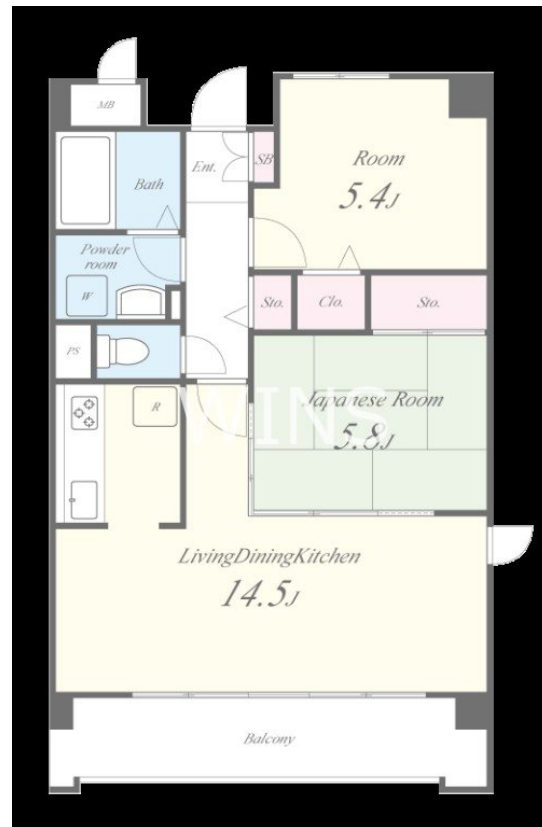 MB
Ent.
SB
Room
5.4J
Bath
Powder
room
W
Sto.
Clo.
Sto.
PS
R
Japanese Room
5.8J
WINS
LivingDiningKitchen
14.5J
Balcony